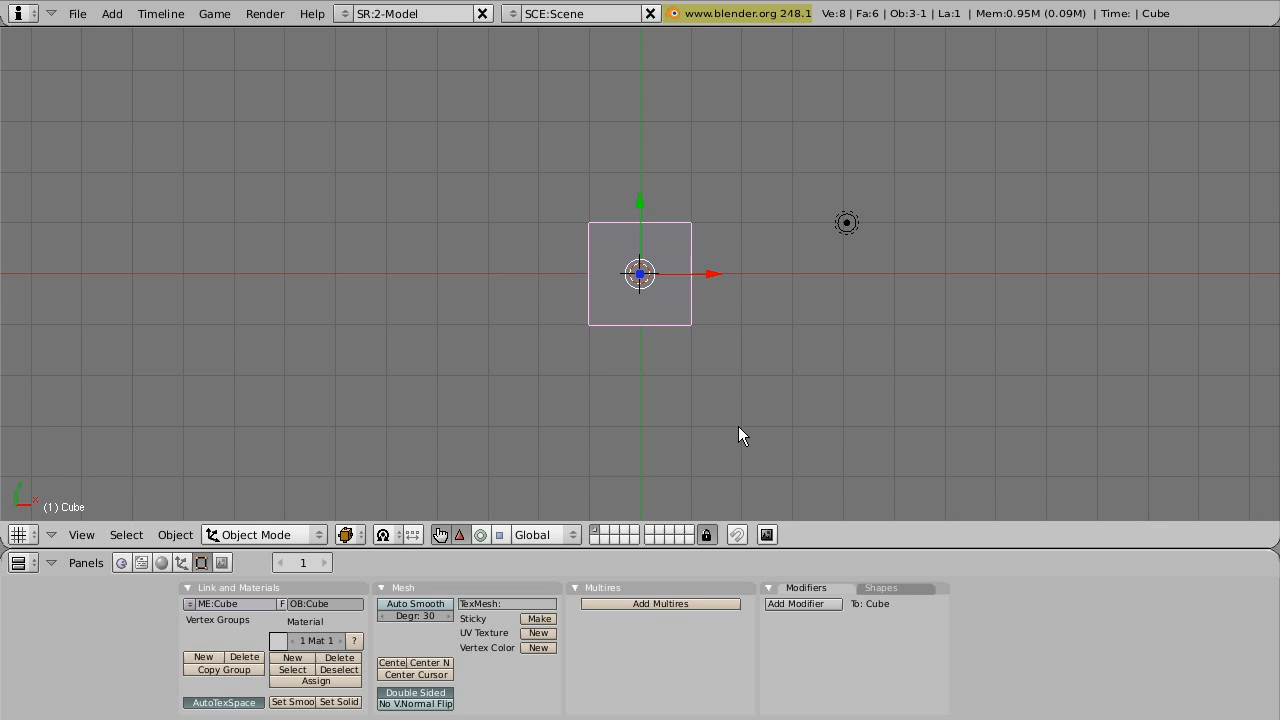 File Add Timeline Game Render Help SR:2-Model SCE:Scene www.blender.org 248.1 Ve:8 | Fa:6 | Ob:3-1 | La:1 | Mem:0.95M (0.09M) | Time: | Cube
x (1) Cube
View Select Object Object Mode Global
Panels 1
Link and Materials Mesh Multires Modifiers Shapes
ME:Cube F OB:Cube Auto Smooth TexMesh: Add Multires Add Modifier To: Cube
Degr: 30
Vertex Groups Material Sticky Make
1 Mat 1 ? UV Texture New
Vertex Color New
New Delete New Delete
Copy Group Select Deselect Cente Center N
Assign Center Cursor
Double Sided
AutoTexSpace Set Smoo Set Solid No V.Normal Flip